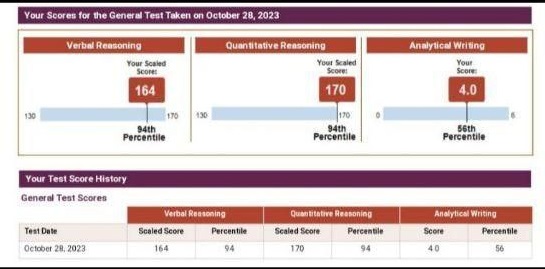 Your Scores for the General Test Taken on October 28, 2023
Verbal Reasoning
Your Scaled
Score:
164
130
170
94th
Percentile
Quantitative Reasoning
Your Scaled
Score:
170
130
170
94th
Percentile
Analytical Writing
Your
Score:
4.0
0
6
56th
Percentile
Your Test Score History
General Test Scores
Verbal Reasoning Quantitative Reasoning Analytical Writing
Test Date Scaled Score Percentile Scaled Score Percentile Score Percentile
October 28, 2023 164 94 170 94 4.0 56